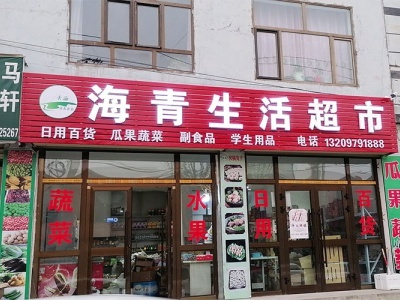 海青生活超市
日用百货 瓜果蔬菜 副食品 学生用品 电话 13209791888
马轩
25267
蔬菜
水果
日用
百货
瓜果蔬菜